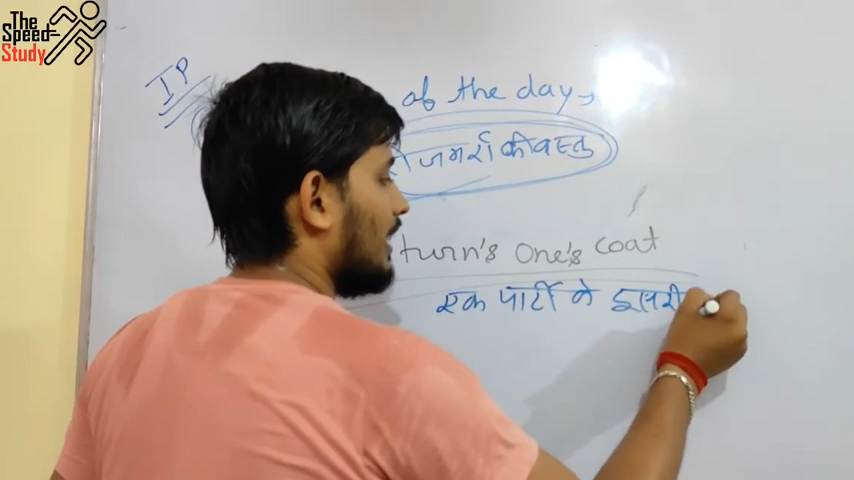 The
Speed
Study
IP
of the day,
जमर्रा की वस्तु
turn's one's coat
एक पार्टी से दूसरी